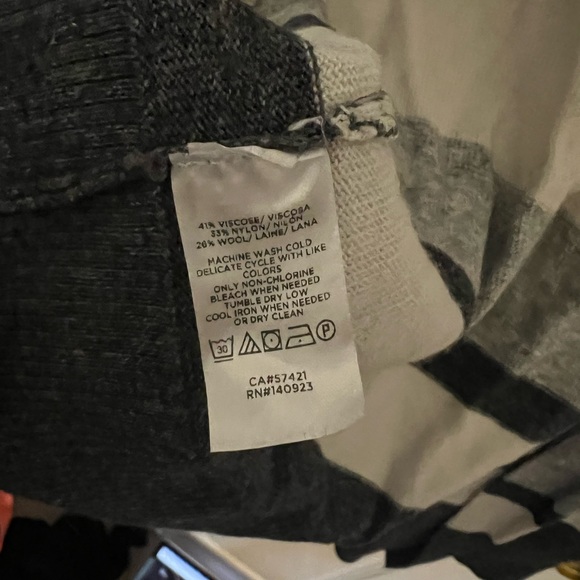 41% VISCOSE/ VISCOSA
33% NYLON/ NILON
26% WOOL/ LAINE/ LANA
MACHINE WASH COLD
DELICATE CYCLE WITH LIKE
COLORS
ONLY NON-CHLORINE
BLEACH WHEN NEEDED
TUMBLE DRY LOW
COOL IRON WHEN NEEDED
OR DRY CLEAN
30 P
CA#57421
RN#140923